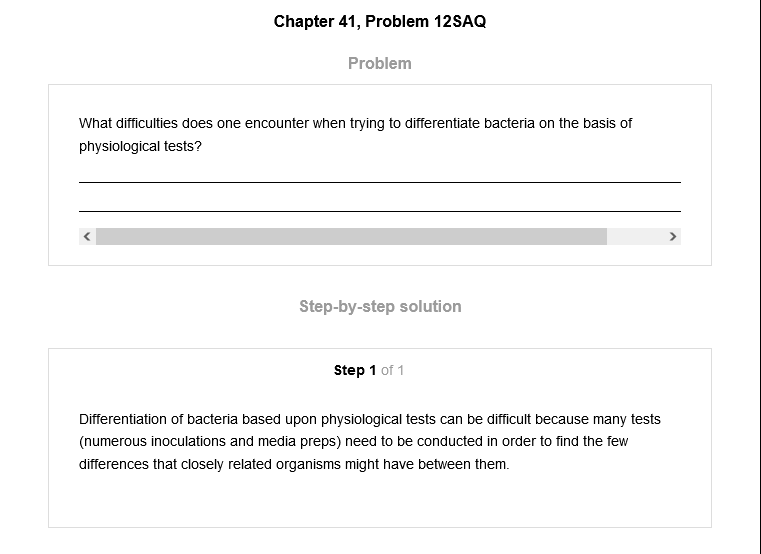 Chapter 41, Problem 12SAQ
Problem
What difficulties does one encounter when trying to differentiate bacteria on the basis of
physiological tests?
Step-by-step solution
Step 1 of 1
Differentiation of bacteria based upon physiological tests can be difficult because many tests
(numerous inoculations and media preps) need to be conducted in order to find the few
differences that closely related organisms might have between them.